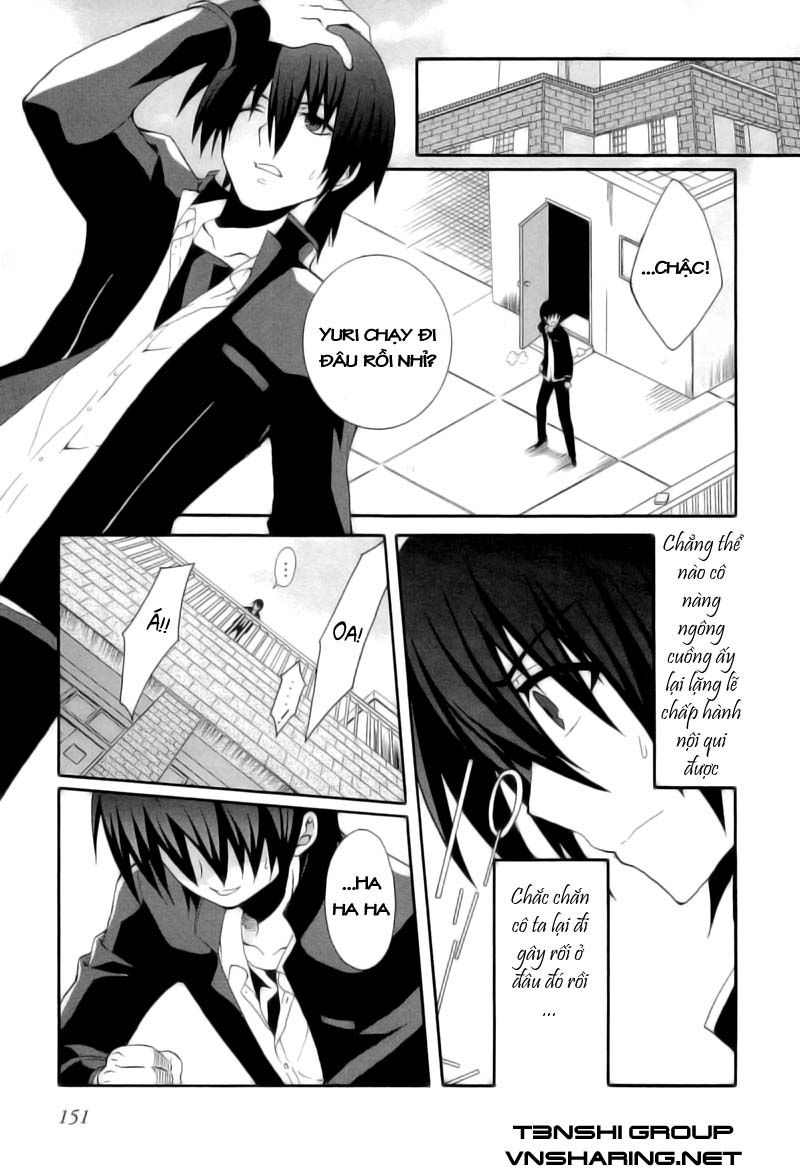 ...CHẬC!
YURI CHẠY ĐI
ĐÂU RỒI NHỈ?
Chẳng thể
nào cô
nàng
ngông
cuồng ấy
lại lặng lẽ
chấp hành
nội qui
được
Chắc chắn
cô ta lại đi
gây rối ở
đâu đó rồi
...
...
OA!
....
Á!!
...HA
HA HA
151
T3NSHI GROUP
VNSHARING.NET